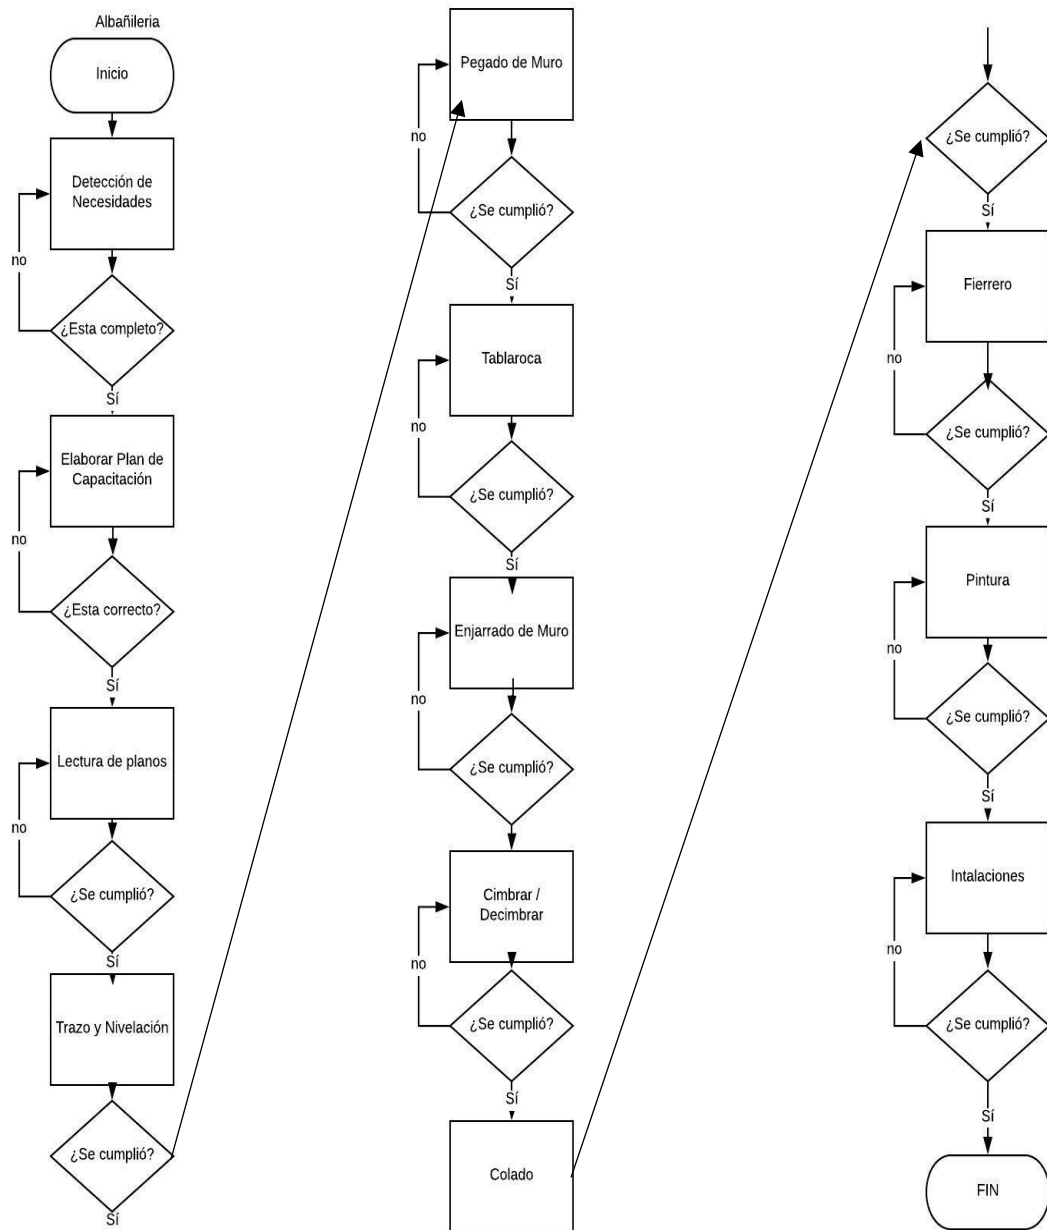 Albañileria
Inicio
Detección de
Necesidades
no
¿Esta completo?
Sí
Elaborar Plan de
Capacitación
no
¿Esta correcto?
Sí
Lectura de planos
no
¿Se cumplió?
Sí
Trazo y Nivelación
¿Se cumplió?
Sí
Pegado de Muro
no
¿Se cumplió?
Sí
Tablaroca
no
¿Se cumplió?
Sí
Enjarrado de Muro
no
¿Se cumplió?
Cimbrar /
Decimbrar
no
¿Se cumplió?
Sí
Colado
¿Se cumplió?
Sí
Fierrero
no
¿Se cumplió?
Sí
Pintura
no
¿Se cumplió?
Sí
Intalaciones
no
¿Se cumplió?
Sí
FIN